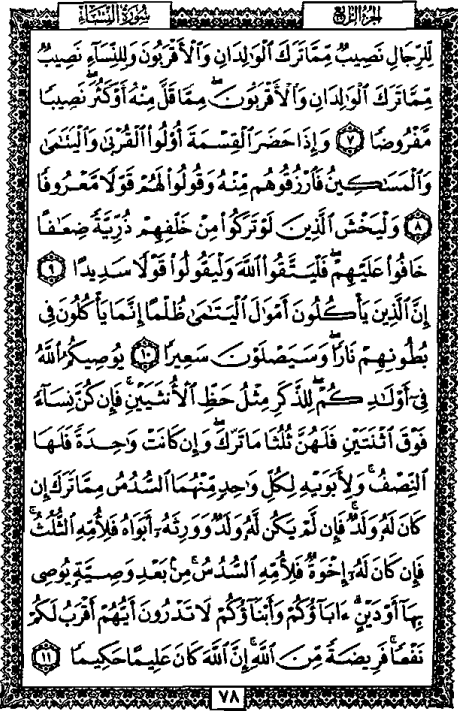 سُورَةُ النِّسَاءِ
الجزء الرابع
لِّلرِّجَالِ نَصِيبٌ مِّمَّا تَرَكَ ٱلْوَٰلِدَانِ وَٱلْأَقْرَبُونَ وَلِلنِّسَآءِ نَصِيبٌ
مِّمَّا تَرَكَ ٱلْوَٰلِدَانِ وَٱلْأَقْرَبُونَ مِمَّا قَلَّ مِنْهُ أَوْ كَثُرَ ۚ نَصِيبًا
مَّفْرُوضًا ٧ وَإِذَا حَضَرَ ٱلْقِسْمَةَ أُو۟لُوا۟ ٱلْقُرْبَىٰ وَٱلْيَتَٰمَىٰ
وَٱلْمَسَٰكِينُ فَٱرْزُقُوهُم مِّنْهُ وَقُولُوا۟ لَهُمْ قَوْلًا مَّعْرُوفًا
٨ وَلْيَخْشَ ٱلَّذِينَ لَوْ تَرَكُوا۟ مِنْ خَلْفِهِمْ ذُرِّيَّةً ضِعَٰفًا
خَافُوا۟ عَلَيْهِمْ فَلْيَتَّقُوا۟ ٱللَّهَ وَلْيَقُولُوا۟ قَوْلًا سَدِيدًا ٩
إِنَّ ٱلَّذِينَ يَأْكُلُونَ أَمْوَٰلَ ٱلْيَتَٰمَىٰ ظُلْمًا إِنَّمَا يَأْكُلُونَ فِى
بُطُونِهِمْ نَارًا ۖ وَسَيَصْلَوْنَ سَعِيرًا ١٠ يُوصِيكُمُ ٱللَّهُ
فِىٓ أَوْلَٰدِكُمْ ۖ لِلذَّكَرِ مِثْلُ حَظِّ ٱلْأُنثَيَيْنِ ۚ فَإِن كُنَّ نِسَآءً
فَوْقَ ٱثْنَتَيْنِ فَلَهُنَّ ثُلُثَا مَا تَرَكَ ۖ وَإِن كَانَتْ وَٰحِدَةً فَلَهَا
ٱلنِّصْفُ ۚ وَلِأَبَوَيْهِ لِكُلِّ وَٰحِدٍ مِّنْهُمَا ٱلسُّدُسُ مِمَّا تَرَكَ إِن
كَانَ لَهُۥ وَلَدٌ ۚ فَإِن لَّمْ يَكُن لَّهُۥ وَلَدٌ وَوَرِثَهُۥٓ أَبَوَاهُ فَلِأُمِّهِ ٱلثُّلُثُ ۚ
فَإِن كَانَ لَهُۥٓ إِخْوَةٌ فَلِأُمِّهِ ٱلسُّدُسُ ۚ مِنۢ بَعْدِ وَصِيَّةٍ يُوصِى
بِهَآ أَوْ دَيْنٍ ۗ ءَابَآؤُكُمْ وَأَبْنَآؤُكُمْ لَا تَدْرُونَ أَيُّهُمْ أَقْرَبُ لَكُمْ
نَفْعًا ۚ فَرِيضَةً مِّنَ ٱللَّهِ ۗ إِنَّ ٱللَّهَ كَانَ عَلِيمًا حَكِيمًا ١١
٧٨